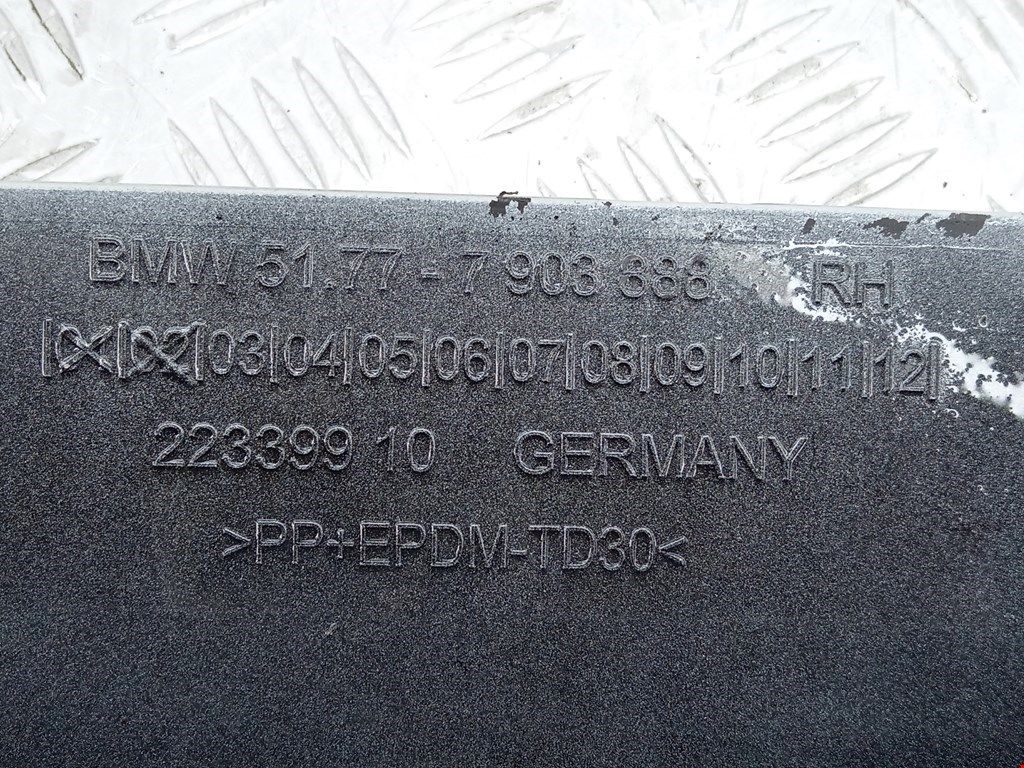 BMW 51.77 - 7 903 688 RH
|01|02|03|04|05|06|07|08|09|10|11|12|
223399 10 GERMANY
>PP+EPDM-TD30<